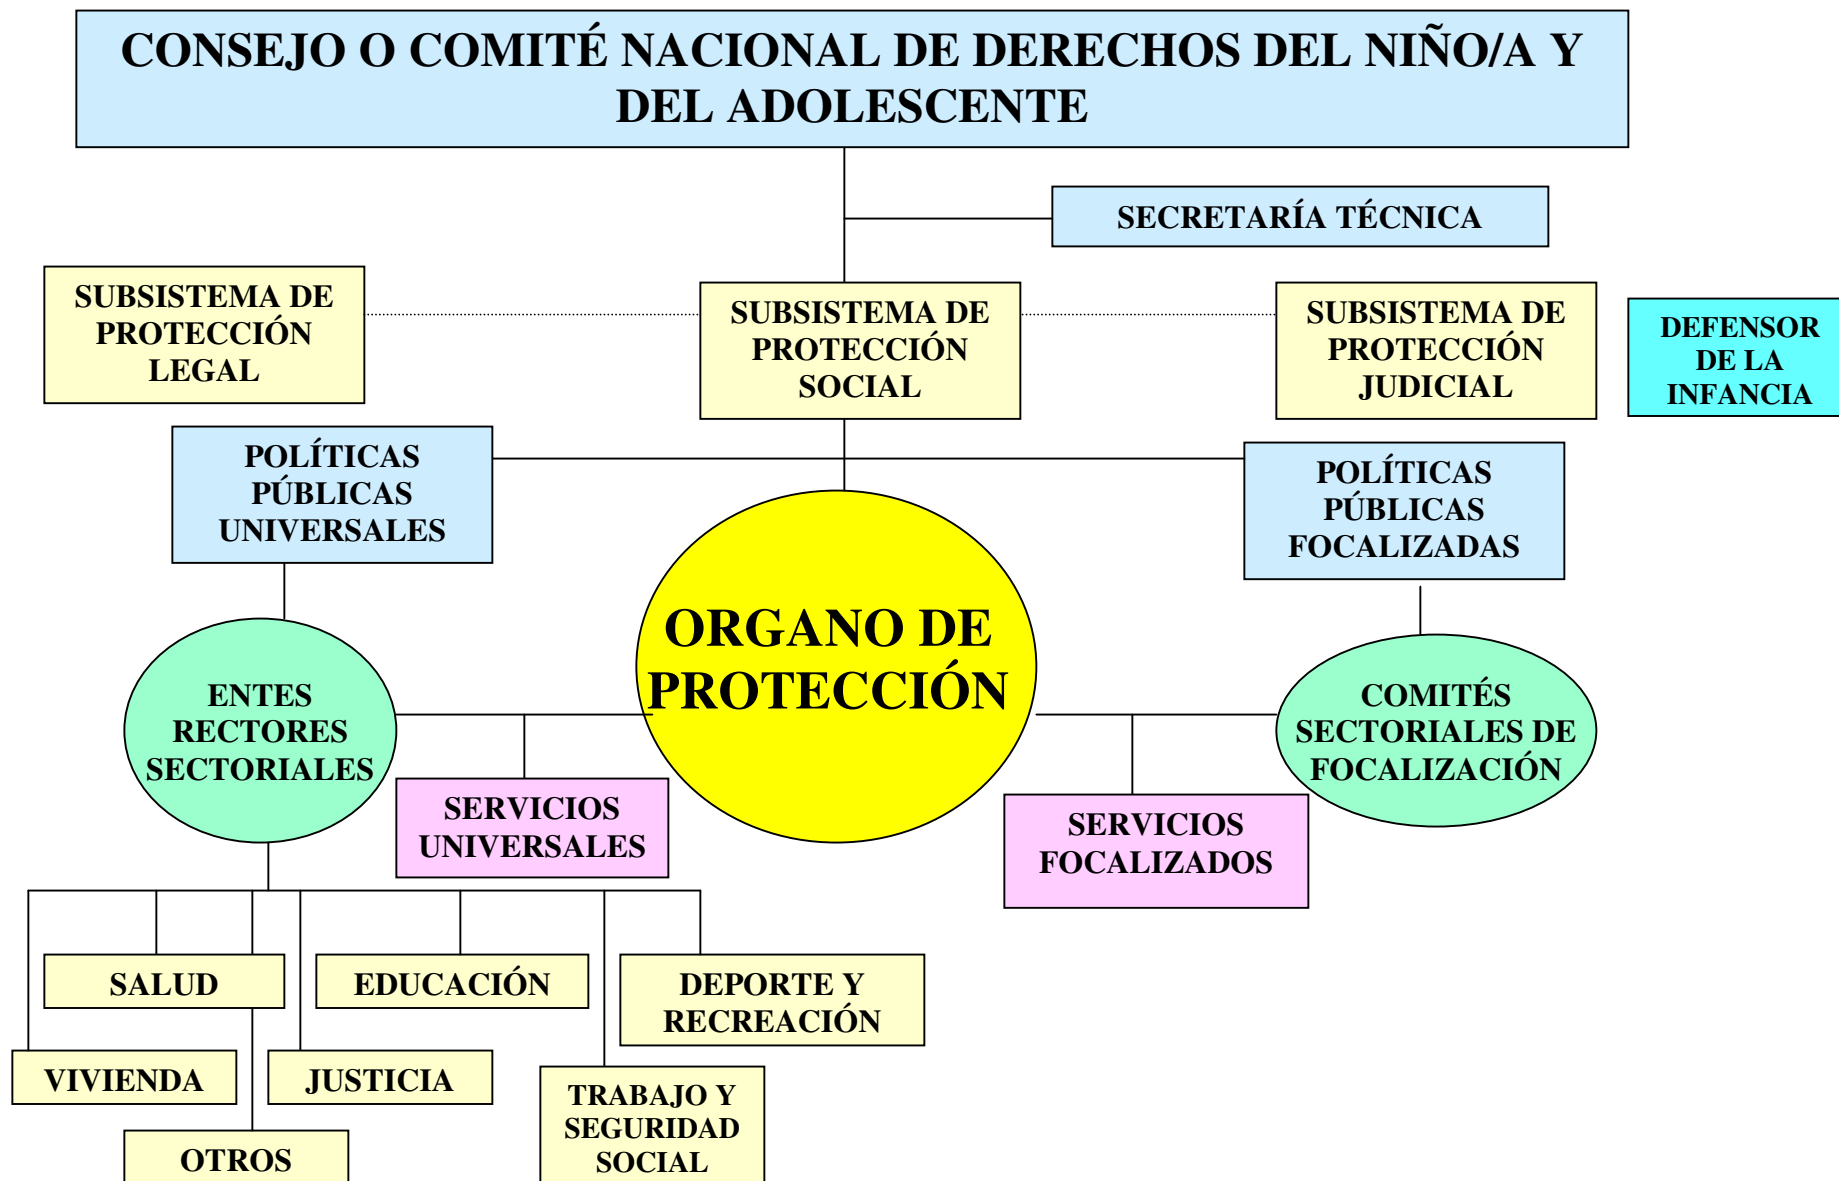 CONSEJO O COMITÉ NACIONAL DE DERECHOS DEL NIÑO/A Y
DEL ADOLESCENTE
SECRETARÍA TÉCNICA
SUBSISTEMA DE
PROTECCIÓN
LEGAL
SUBSISTEMA DE
PROTECCIÓN
SOCIAL
SUBSISTEMA DE
PROTECCIÓN
JUDICIAL
DEFENSOR
DE LA
INFANCIA
POLÍTICAS
PÚBLICAS
UNIVERSALES
POLÍTICAS
PÚBLICAS
FOCALIZADAS
ORGANO DE
PROTECCIÓN
ENTES
RECTORES
SECTORIALES
COMITÉS
SECTORIALES DE
FOCALIZACIÓN
SERVICIOS
UNIVERSALES
SERVICIOS
FOCALIZADOS
SALUD
EDUCACIÓN
DEPORTE Y
RECREACIÓN
VIVIENDA
JUSTICIA
TRABAJO Y
SEGURIDAD
SOCIAL
OTROS